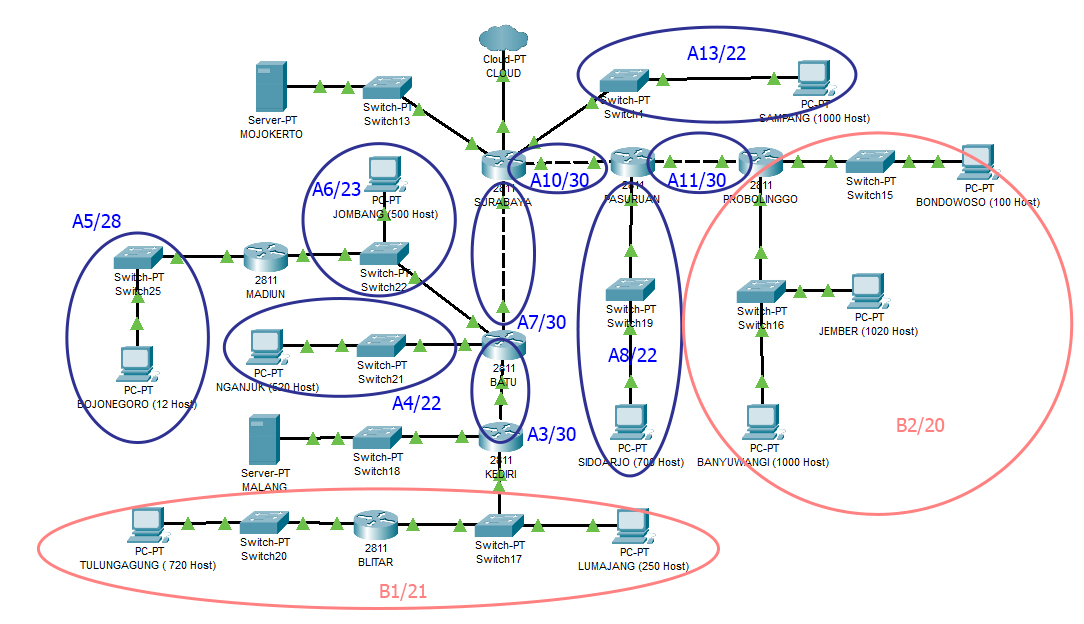 Cloud-PT
CLOUD
A13/22
Switch-PT
Switch13
Switch-PT
Switch1
PC-PT
SAMPANG (1000 Host)
Server-PT
MOJOKERTO
2811
SURABAYA
A10/30
2811
PASURUAN
A11/30
2811
PROBOLINGGO
Switch-PT
Switch15
PC-PT
BONDOWOSO (100 Host)
A6/23
PC-PT
JOMBANG (500 Host)
A5/28
Switch-PT
Switch25
2811
MADIUN
Switch-PT
Switch22
A7/30
Switch-PT
Switch19
Switch-PT
Switch16
PC-PT
JEMBER (1020 Host)
PC-PT
NGANJUK (520 Host)
Switch-PT
Switch21
2811
BATU
A8/22
PC-PT
BOJONEGORO (12 Host)
A4/22
A3/30
B2/20
Server-PT
MALANG
Switch-PT
Switch18
2811
KEDIRI
PC-PT
SIDOARJO (700 Host)
PC-PT
BANYUWANGI (1000 Host)
PC-PT
TULUNGAGUNG ( 720 Host)
Switch-PT
Switch20
2811
BLITAR
Switch-PT
Switch17
PC-PT
LUMAJANG (250 Host)
B1/21